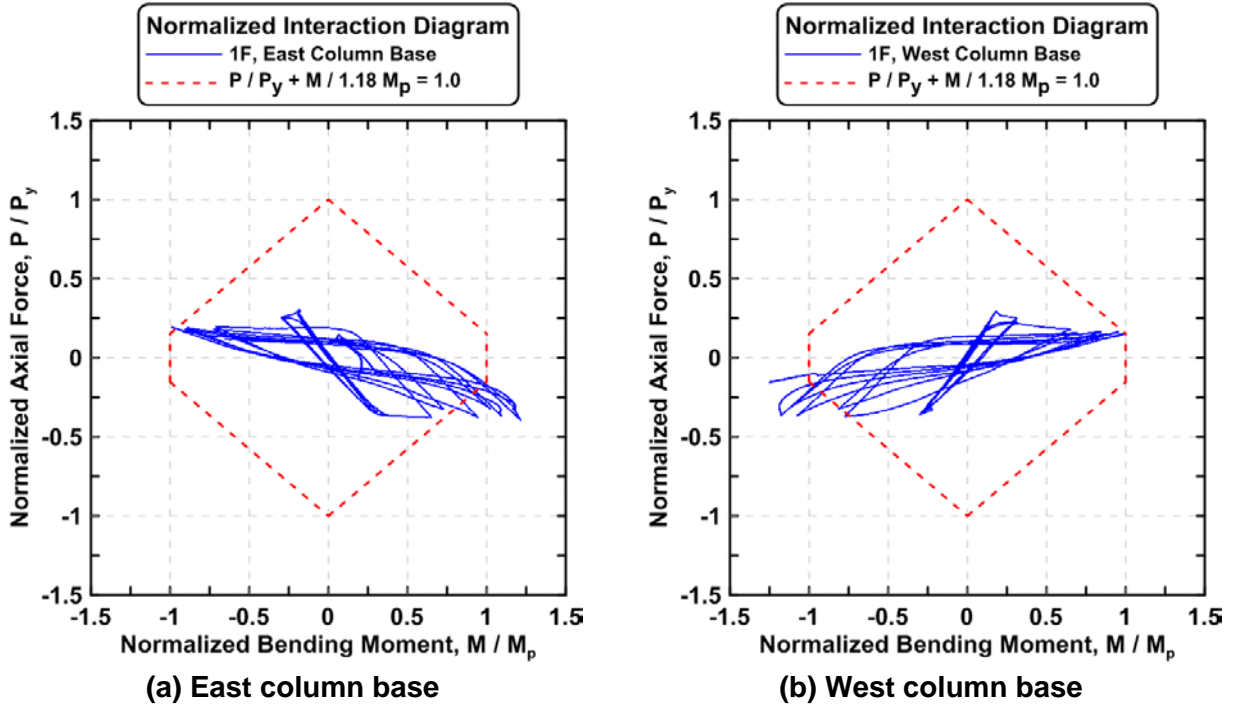 Normalized Interaction Diagram
1F, East Column Base
P / Py + M / 1.18 Mp = 1.0
1.5
1
0.5
0
-0.5
-1
-1.5
Normalized Axial Force, P / Py
-1.5 -1 -0.5 0 0.5 1 1.5
Normalized Bending Moment, M / Mp
(a) East column base
Normalized Interaction Diagram
1F, West Column Base
P / Py + M / 1.18 Mp = 1.0
1.5
1
0.5
0
-0.5
-1
-1.5
Normalized Axial Force, P / Py
-1.5 -1 -0.5 0 0.5 1 1.5
Normalized Bending Moment, M / Mp
(b) West column base